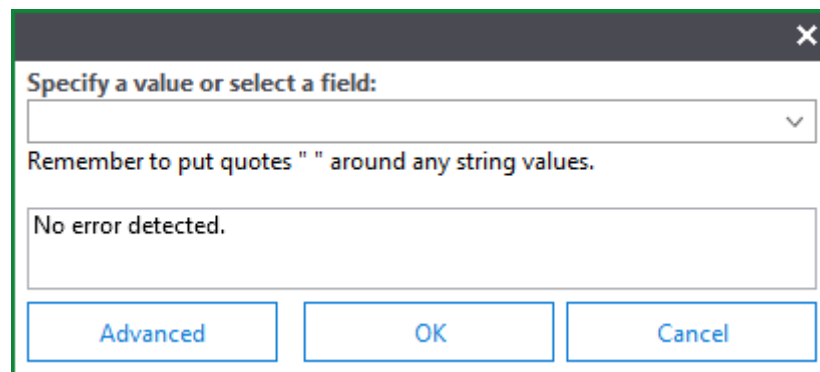 Specify a value or select a field:
Remember to put quotes " " around any string values.
No error detected.
Advanced OK Cancel